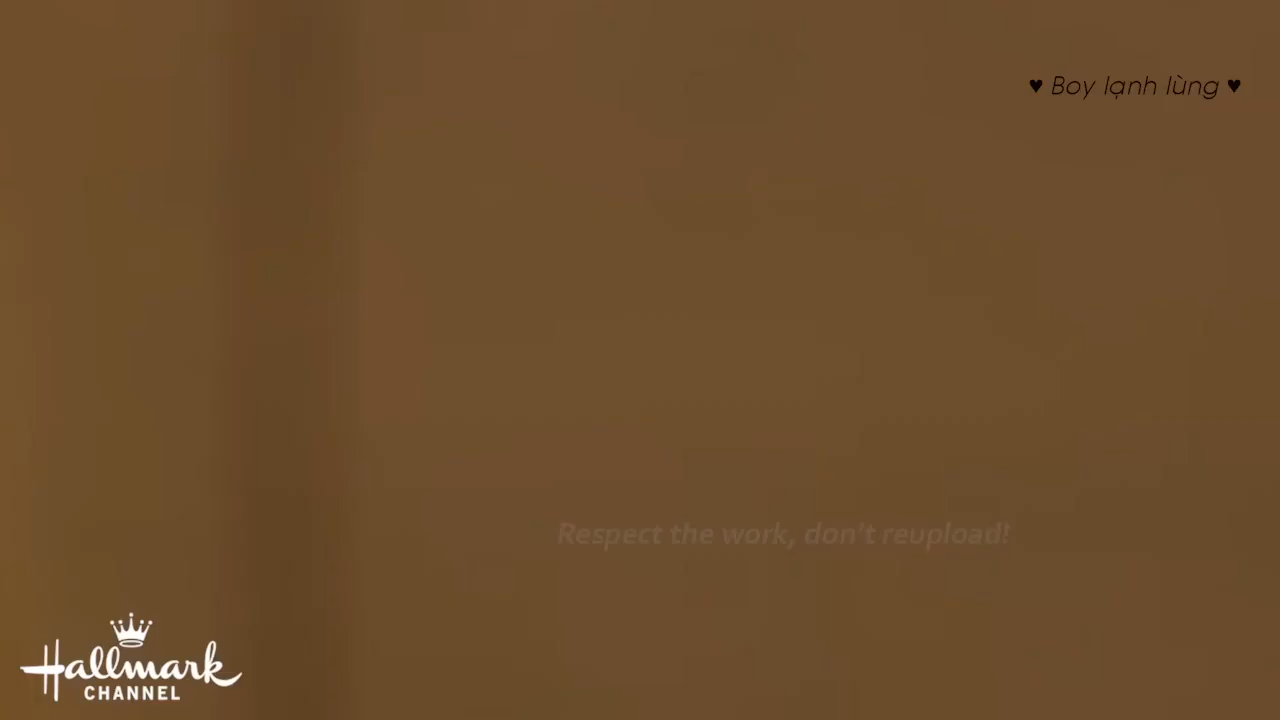 ♥ Boy lạnh lùng ♥
Respect the work, don't reupload!
Hallmark
CHANNEL